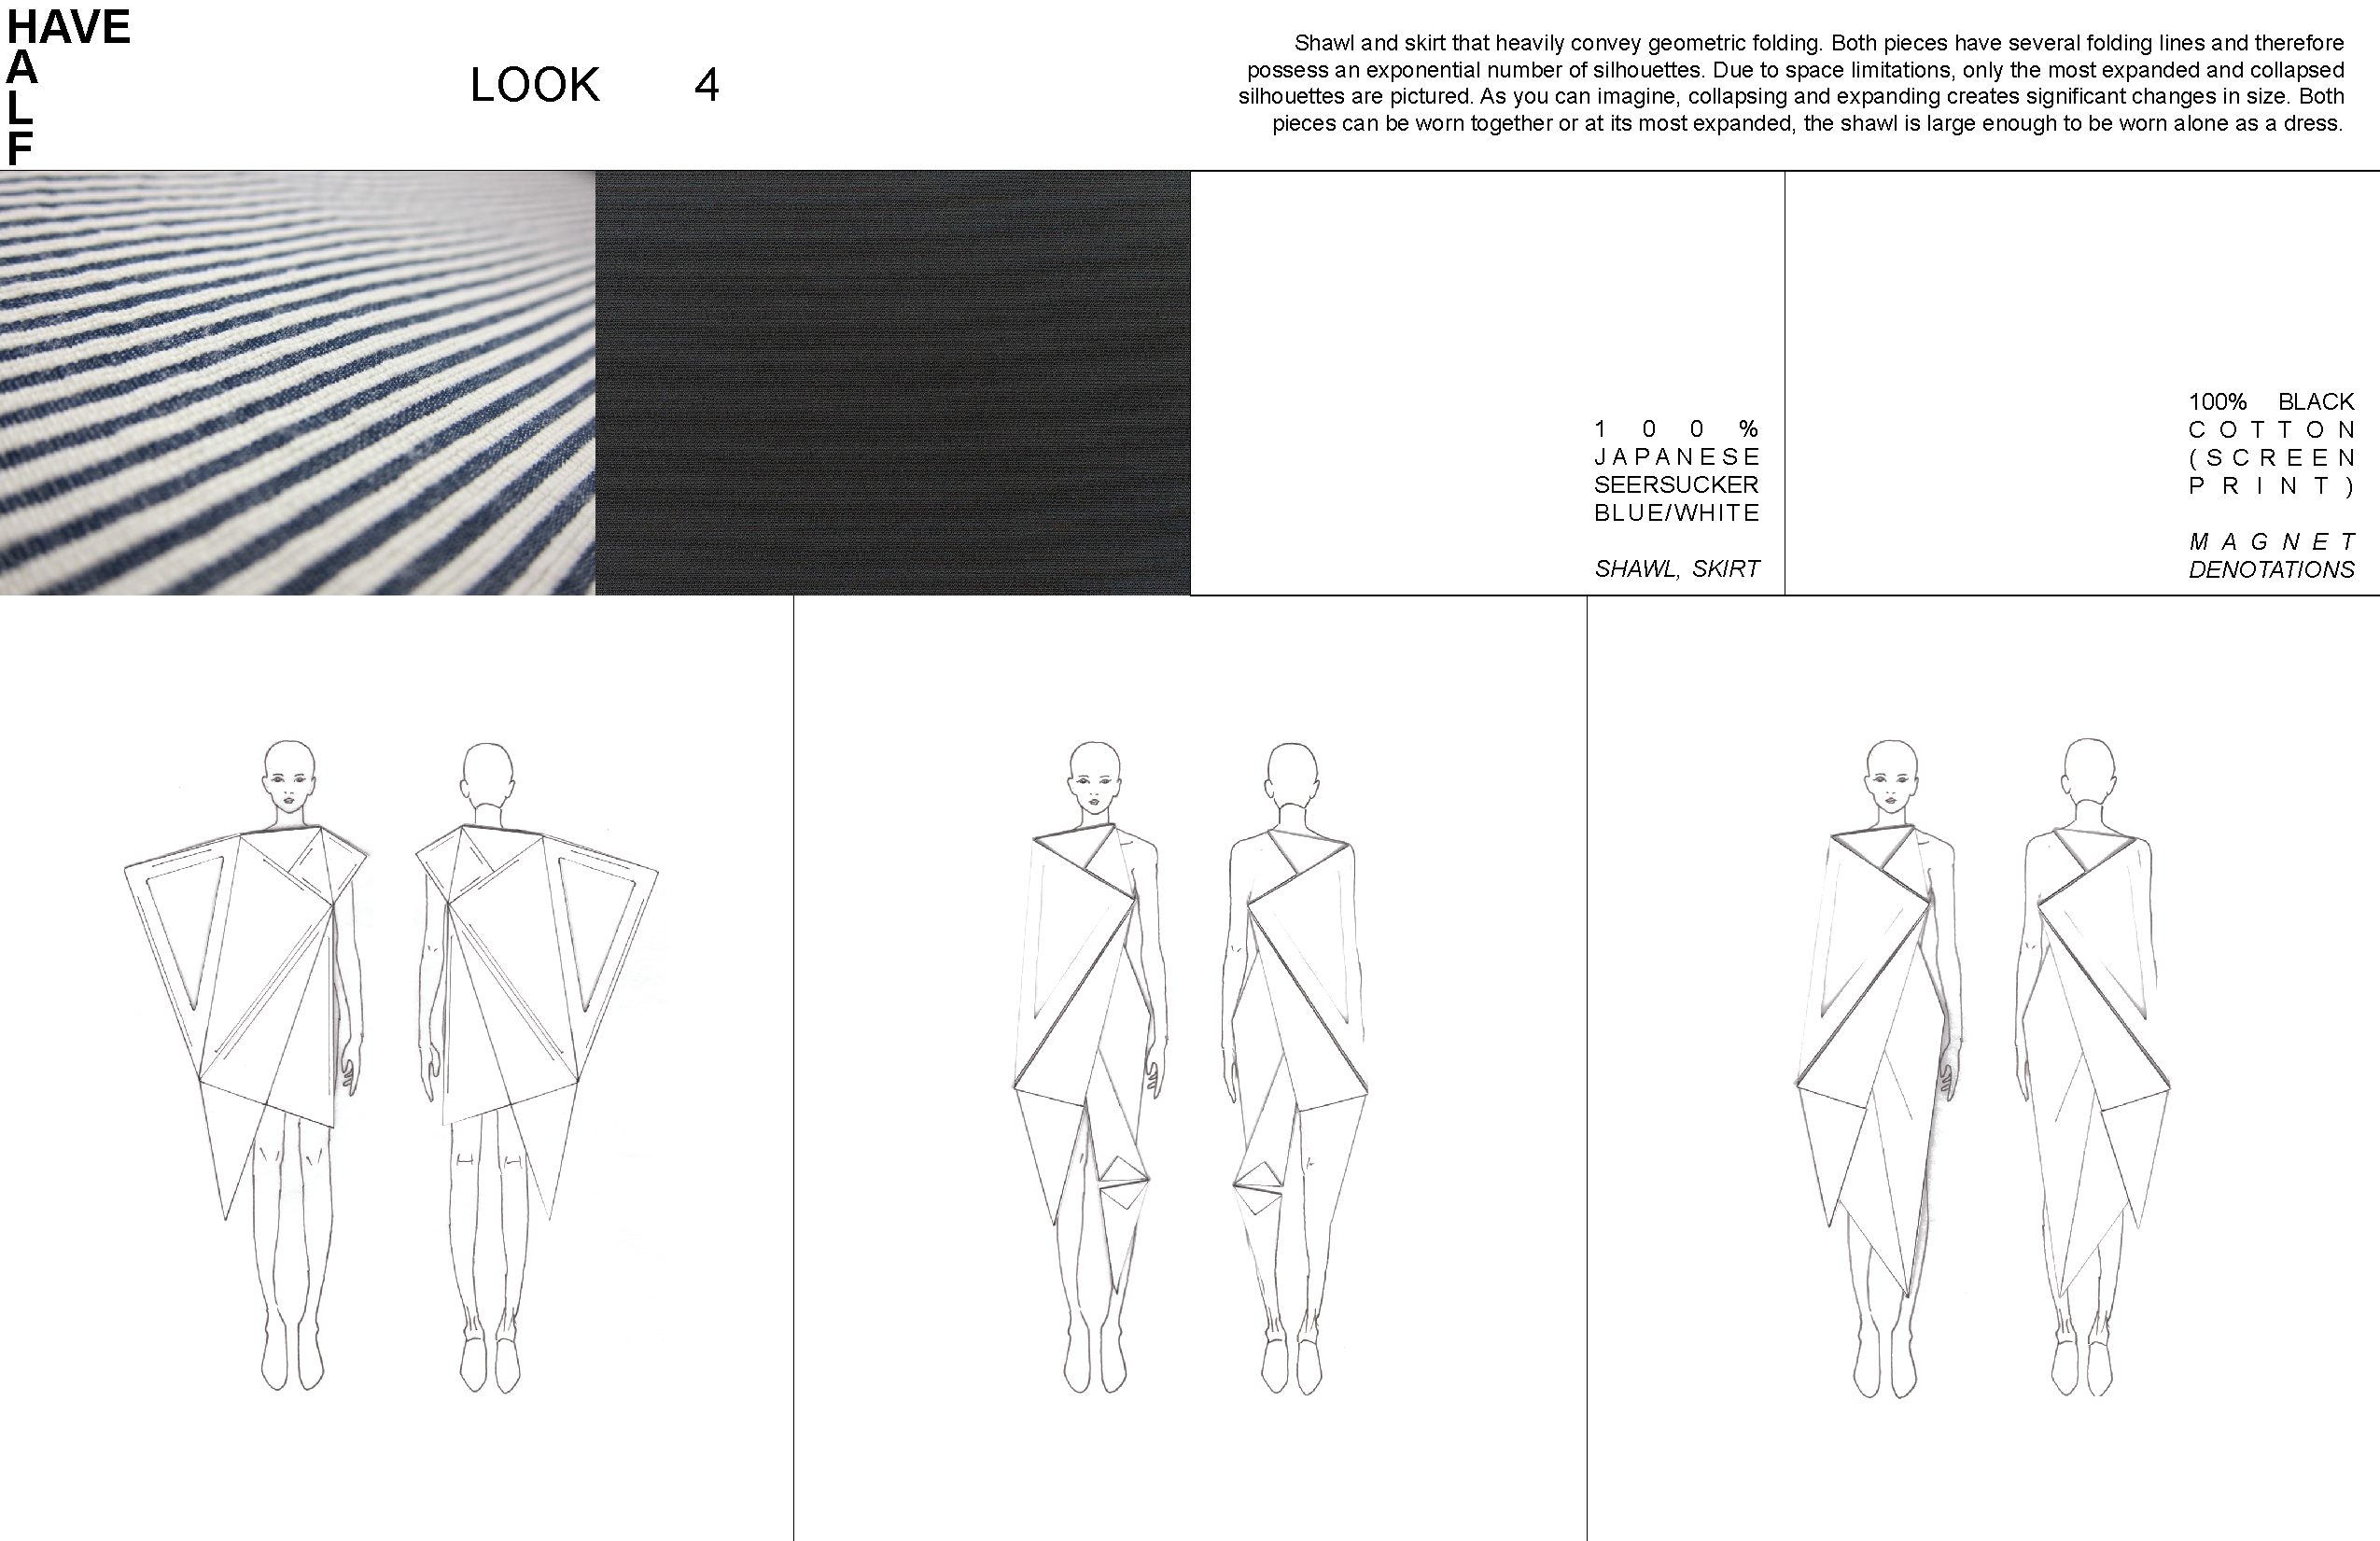 HAVE
A
L
F
LOOK 4
Shawl and skirt that heavily convey geometric folding. Both pieces have several folding lines and therefore
possess an exponential number of silhouettes. Due to space limitations, only the most expanded and collapsed
silhouettes are pictured. As you can imagine, collapsing and expanding creates significant changes in size. Both
pieces can be worn together or at its most expanded, the shawl is large enough to be worn alone as a dress.
100%
JAPANESE
SEERSUCKER
BLUE/WHITE
SHAWL, SKIRT
100% BLACK
COTTON
(SCREEN
PRINT)
MAGNET
DENOTATIONS